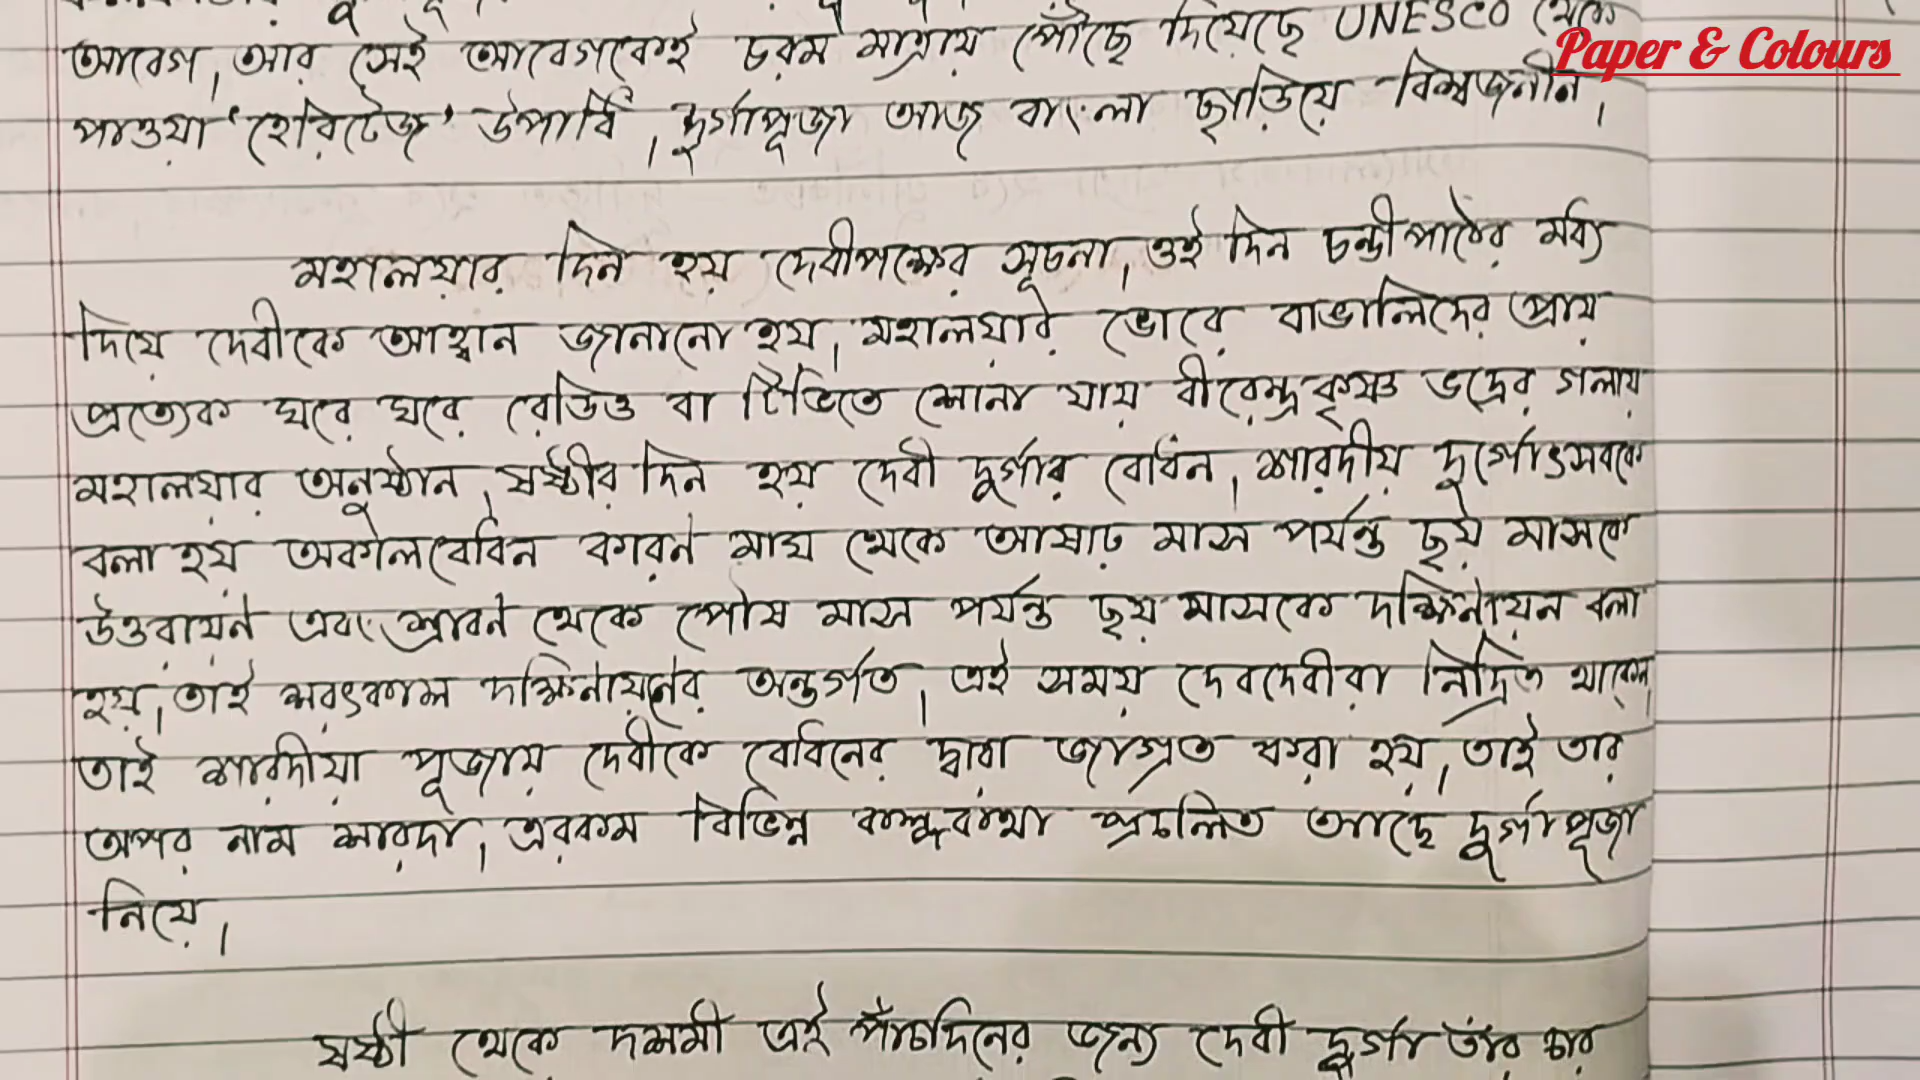 আবেগ, আর সেই আবেগকেই চরম মাত্রায় পৌঁছে দিয়েছে UNESCO থেকে
Paper & Colours
পাওয়া 'হেরিটেজ' উপাধি। দুর্গাপূজা আজ বাংলা ছাড়িয়ে বিশ্বজনীন।
মহালয়ার দিন হয় দেবীপক্ষের সূচনা। ওই দিন চন্ডীপাঠের মধ্য
দিয়ে দেবীকে আহ্বান জানানো হয়। মহালয়ার ভোরে বাঙালিদের প্রায়
প্রত্যেক ঘরে ঘরে রেডিও বা টিভিতে শোনা যায় বীরেন্দ্রকৃষ্ণ ভদ্রের গলায়
মহালয়ার অনুষ্ঠান। ষষ্ঠীর দিন হয় দেবী দুর্গার বোধন। শারদীয় দুর্গোৎসবকে
বলা হয় অকালবোধন কারন মাঘ থেকে আষাঢ় মাস পর্যন্ত ছয় মাসকে
উত্তরায়ন এবং শ্রাবন থেকে পৌষ মাস পর্যন্ত ছয় মাসকে দক্ষিনায়ন বলা
হয়। তাই শরৎকাল দক্ষিনায়নের অন্তর্গত। এই সময় দেবদেবীরা নিদ্রিত থাকেন।
তাই শারদীয়া পূজায় দেবীকে বোধনের দ্বারা জাগ্রত করা হয়। তাই তার
অপর নাম শারদা। এরকম বিভিন্ন কল্পকথা প্রচলিত আছে দুর্গাপূজা
নিয়ে।
ষষ্ঠী থেকে দশমী এই পাঁচদিনের জন্য দেবী দুর্গা তাঁর চার